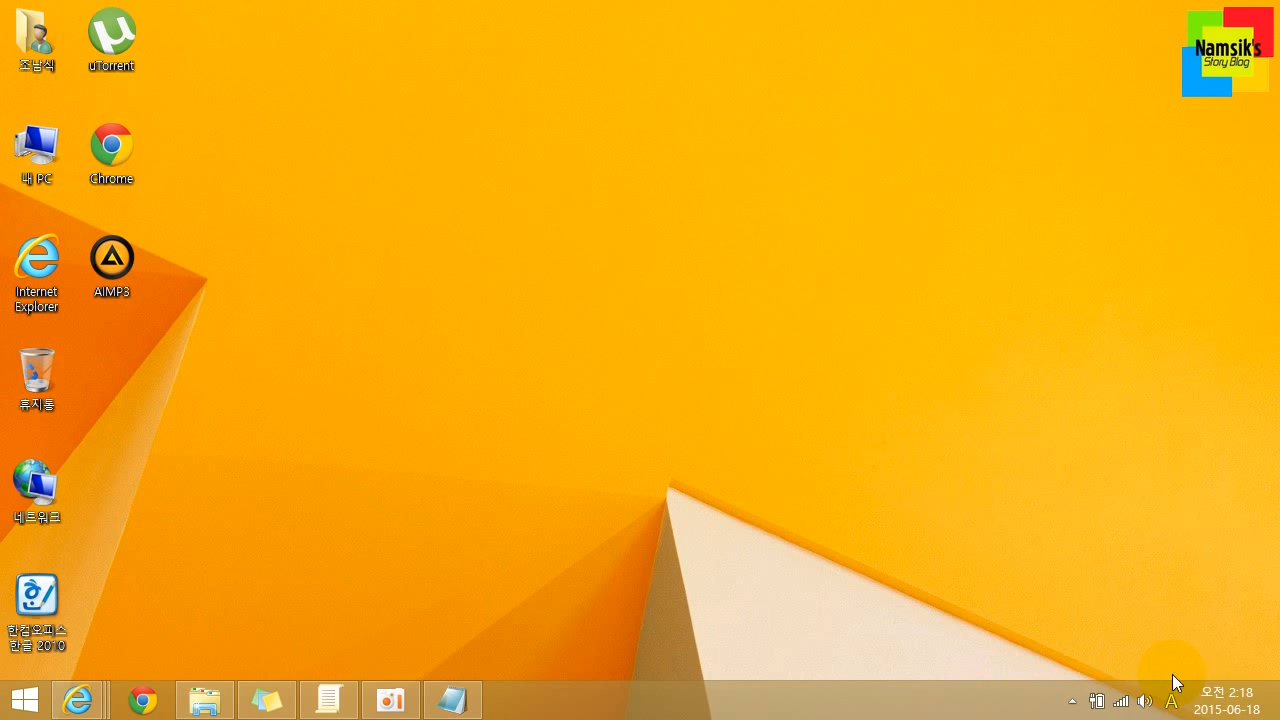 조남식
uTorrent
Namsik's
Story Blog
내 PC
Chrome
Internet
Explorer
AIMP3
휴지통
네트워크
한컴오피스
한글 2010
A
오전 2:18
2015-06-18